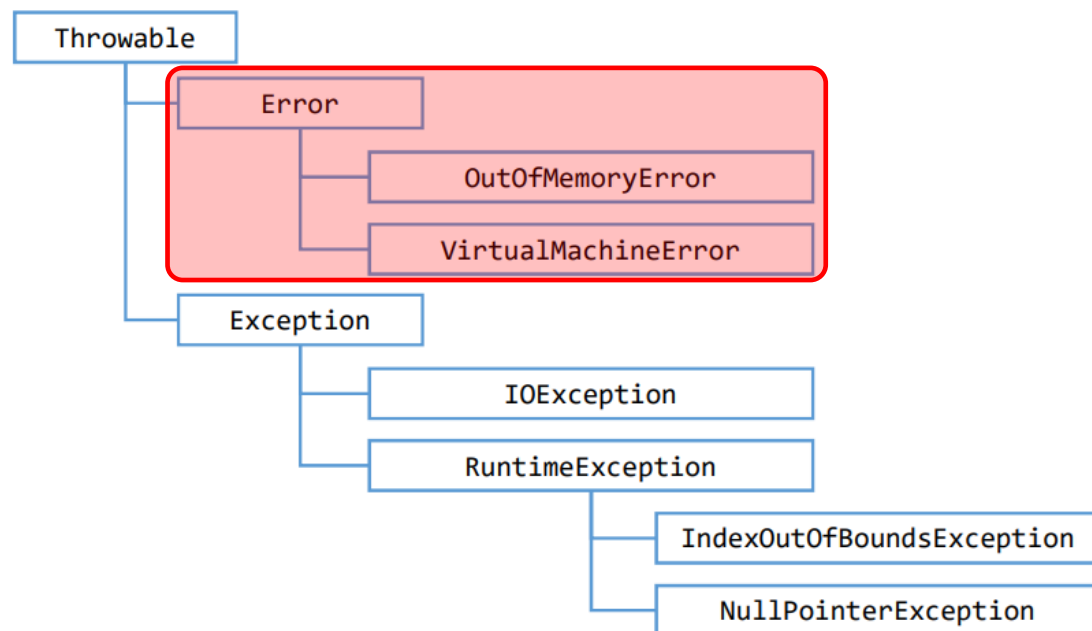 Throwable
Error
OutOfMemoryError
VirtualMachineError
Exception
IOException
RuntimeException
IndexOutOfBoundsException
NullPointerException